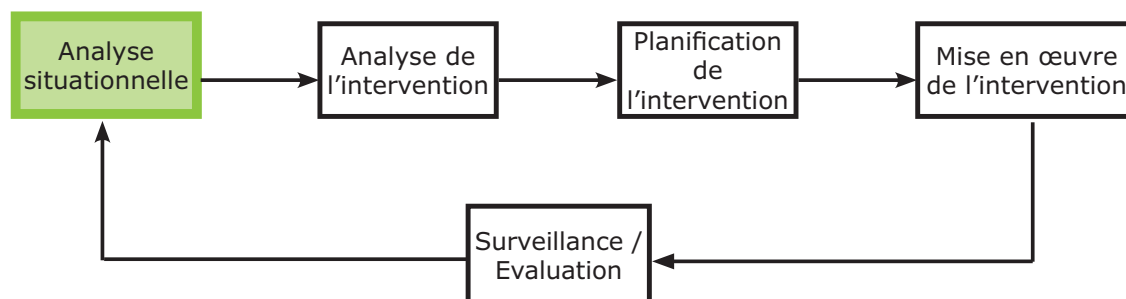 Analyse
situationnelle
Analyse de
l’intervention
Planification
de
l’intervention
Mise en œuvre
de l’intervention
Surveillance /
Evaluation